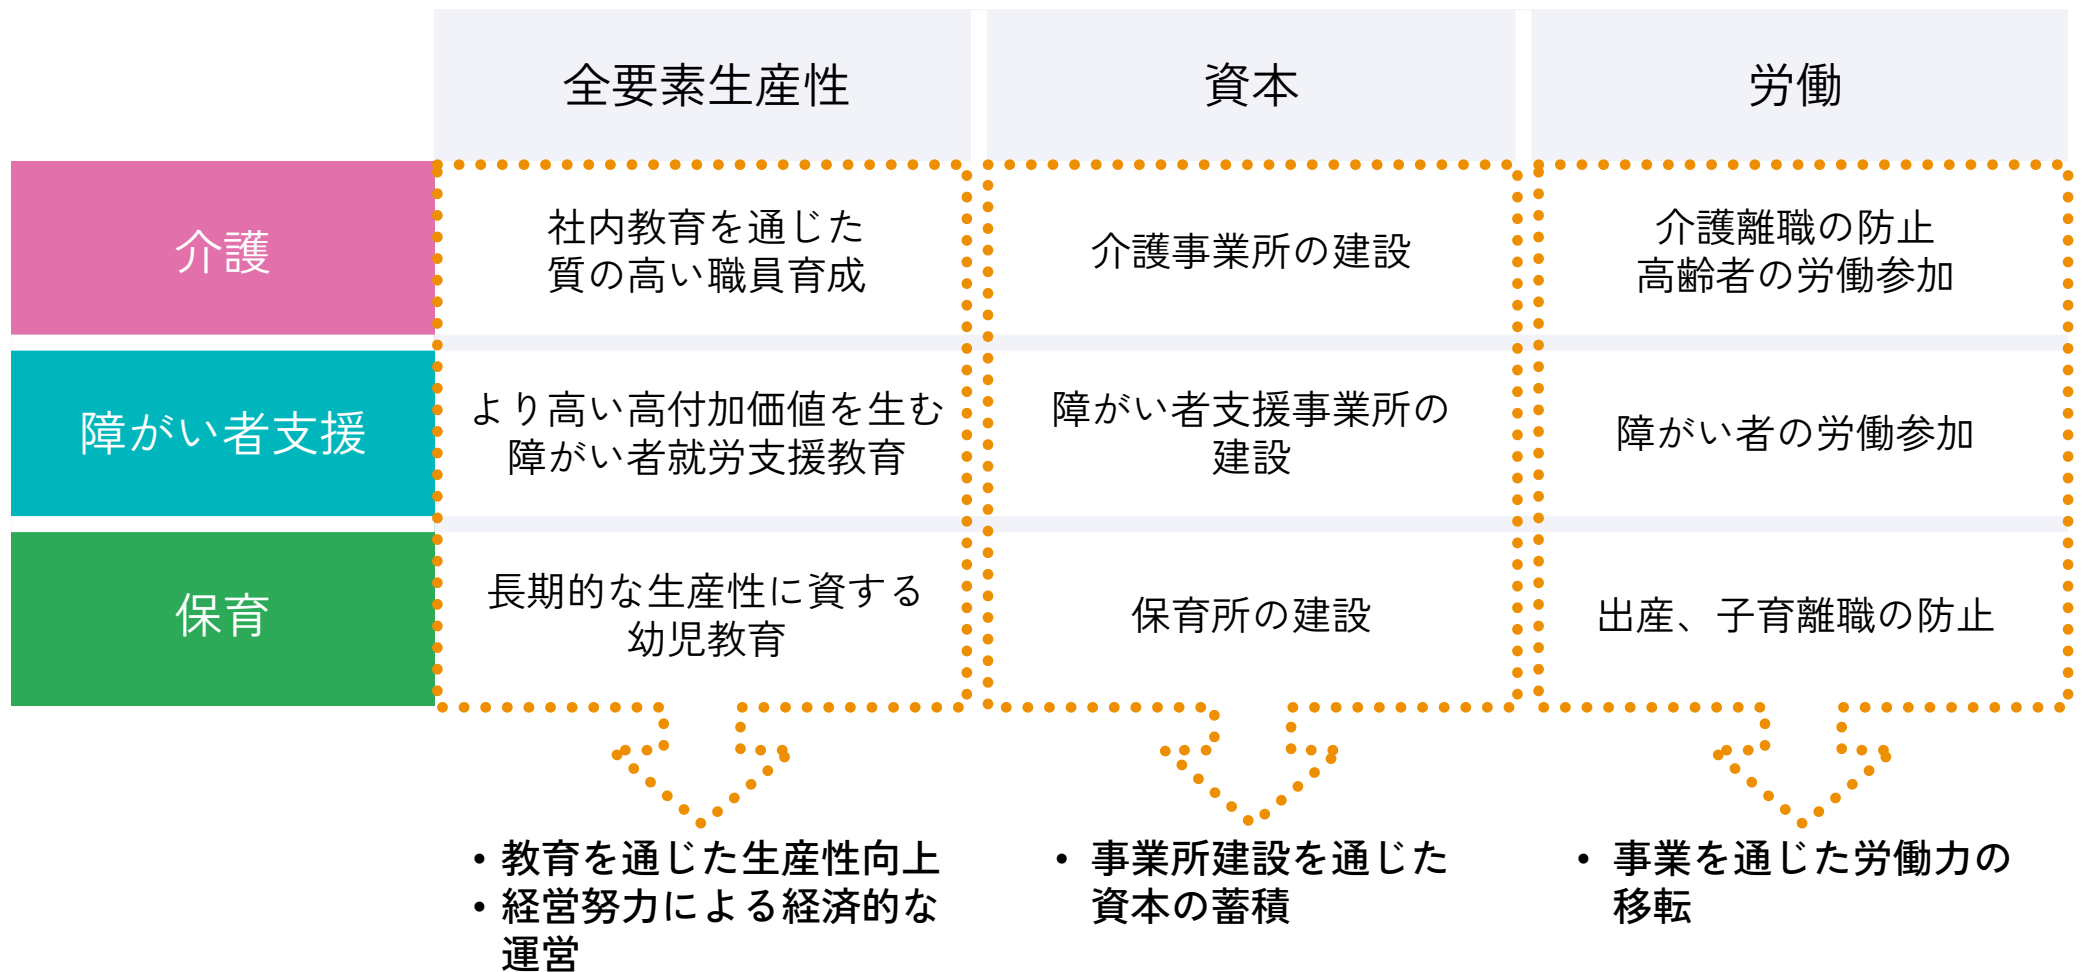 全要素生産性
資本
労働
介護
社内教育を通じた
質の高い職員育成
介護事業所の建設
介護離職の防止
高齢者の労働参加
障がい者支援
より高い高付加価値を生む
障がい者就労支援教育
障がい者支援事業所の
建設
障がい者の労働参加
保育
長期的な生産性に資する
幼児教育
保育所の建設
出産、子育離職の防止
• 教育を通じた生産性向上
• 経営努力による経済的な
運営
• 事業所建設を通じた
資本の蓄積
• 事業を通じた労働力の
移転